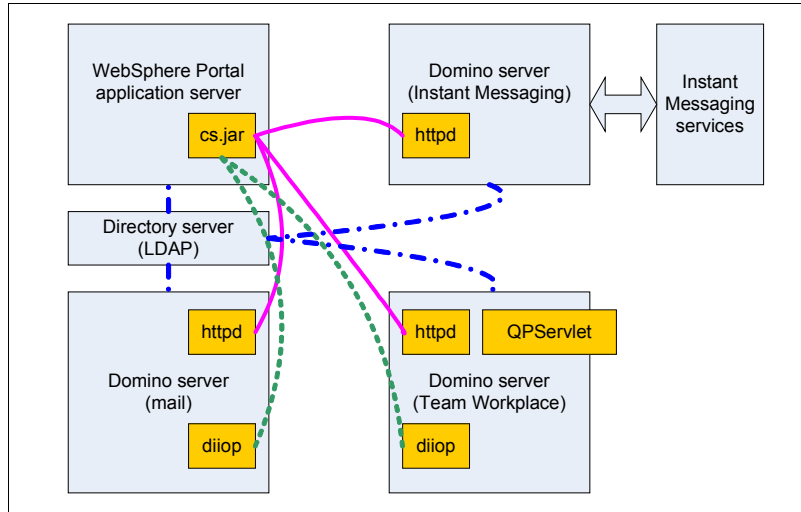 WebSphere Portal
application server
cs.jar
Domino server
(Instant Messaging)
httpd
Instant
Messaging
services
Directory server
(LDAP)
httpd
Domino server
(mail)
diiop
httpd
QPServlet
Domino server
(Team Workplace)
diiop